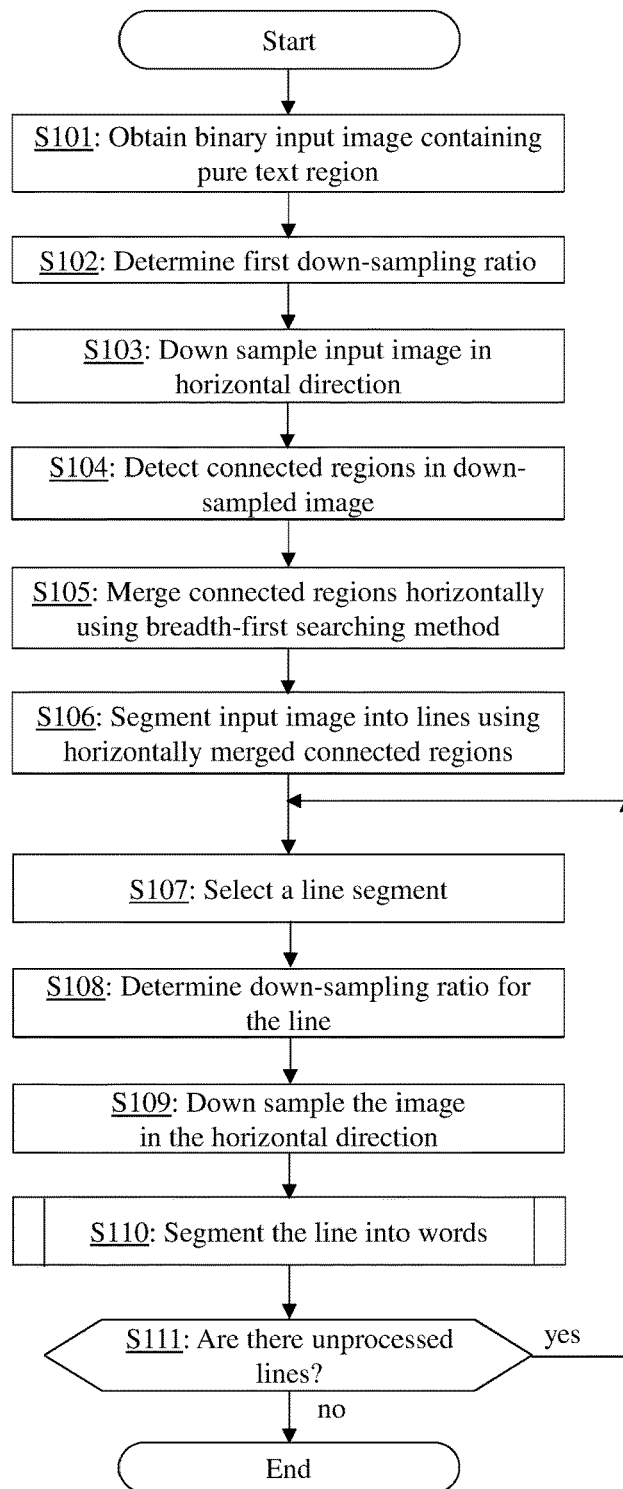 Start
S101: Obtain binary input image containing
pure text region
S102: Determine first down-sampling ratio
S103: Down sample input image in
horizontal direction
S104: Detect connected regions in down-
sampled image
S105: Merge connected regions horizontally
using breadth-first searching method
S106: Segment input image into lines using
horizontally merged connected regions
S107: Select a line segment
S108: Determine down-sampling ratio for
the line
S109: Down sample the image
in the horizontal direction
S110: Segment the line into words
S111: Are there unprocessed
lines?
yes
no
End